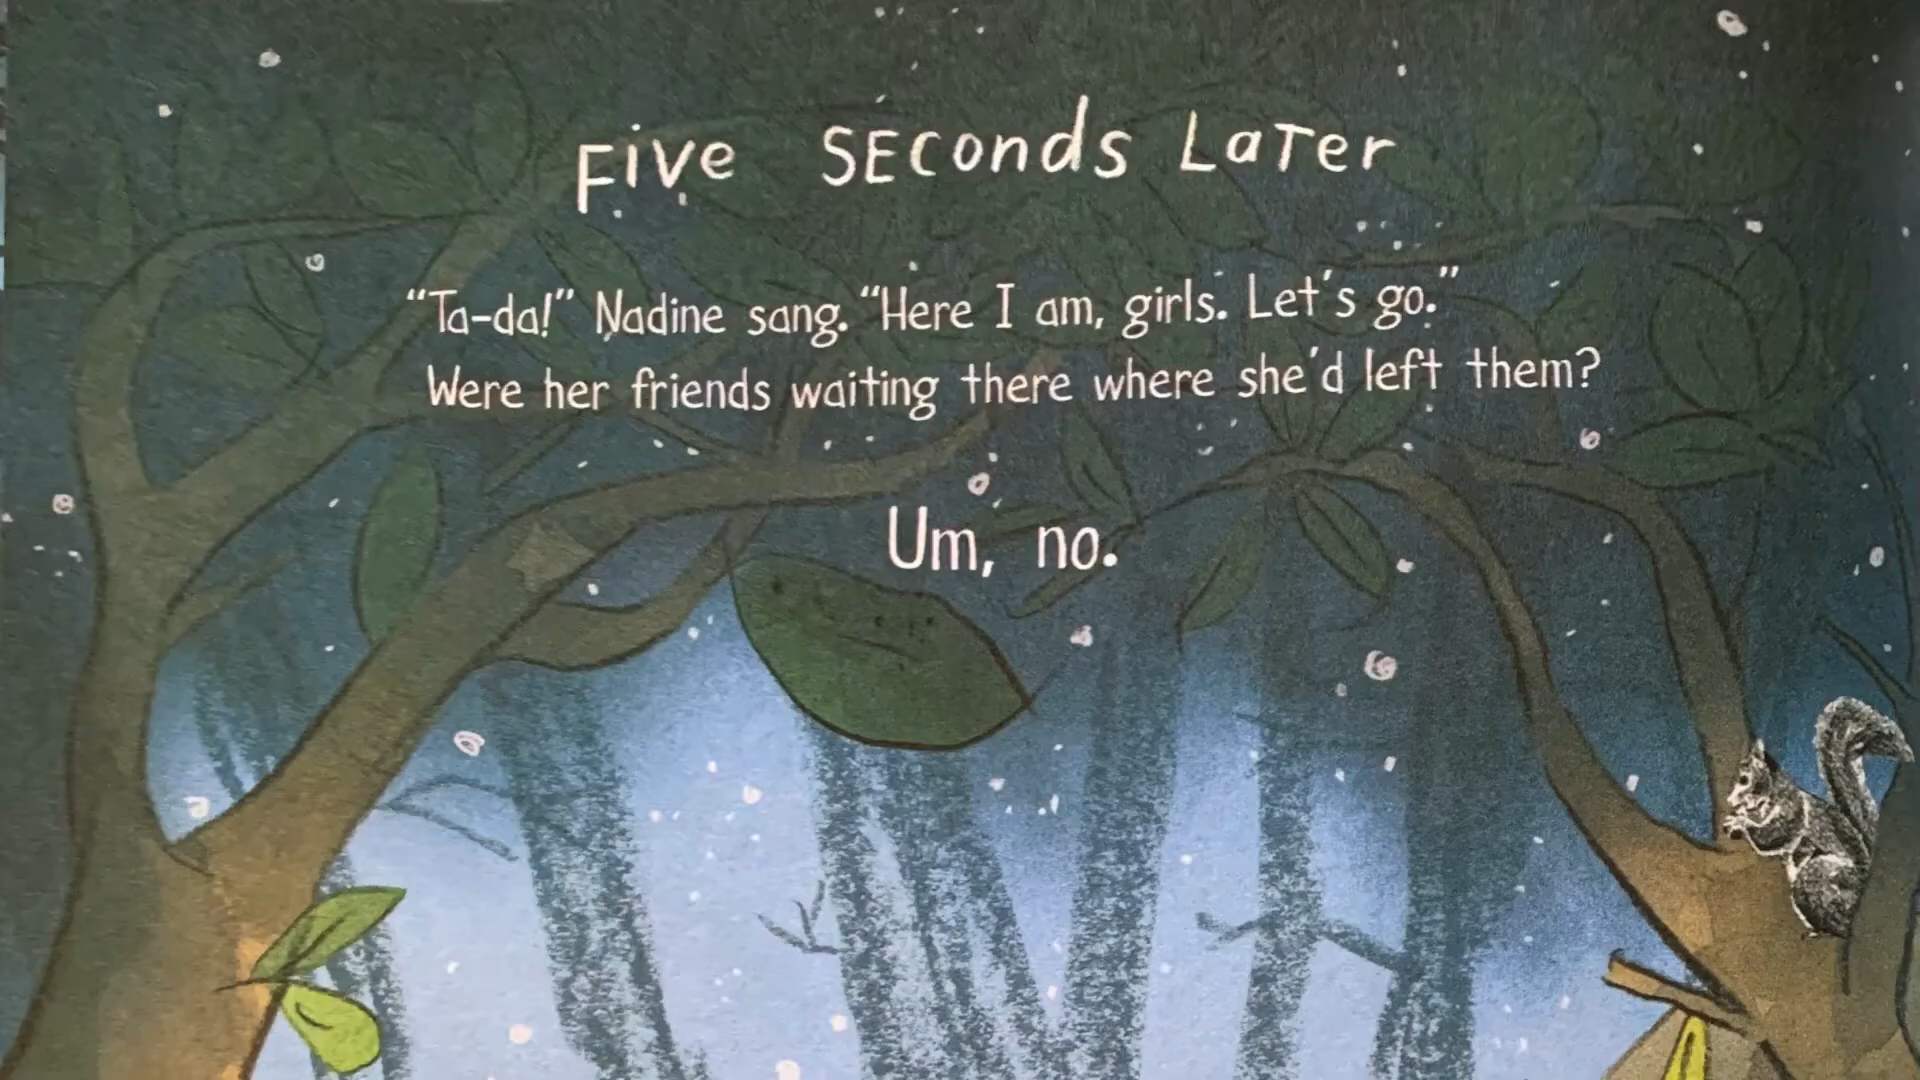 Five Seconds Later
“Ta-da!” Nadine sang. “Here I am, girls. Let's go.”
Were her friends waiting there where she'd left them?
Um, no.